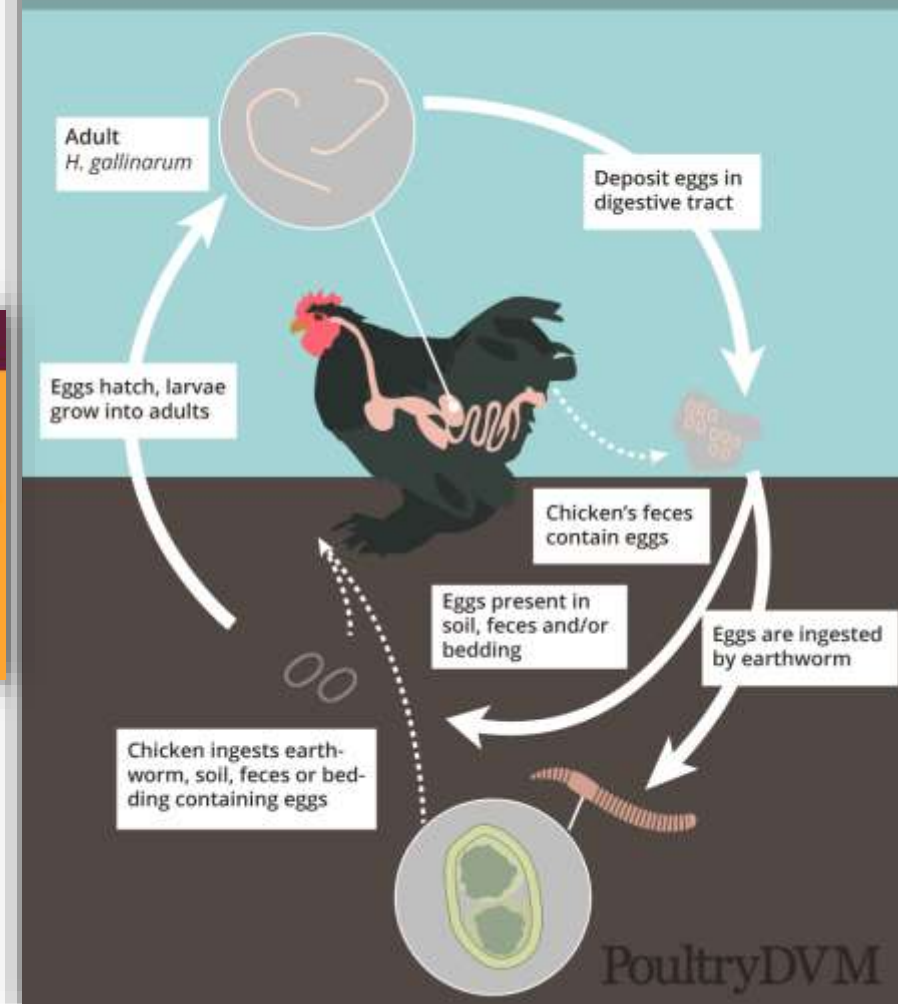 Adult
H. gallinarum
Deposit eggs in
digestive tract
Eggs hatch, larvae
grow into adults
Chicken's feces
contain eggs
Eggs present in
soil, feces and/or
bedding
Eggs are ingested
by earthworm
Chicken ingests earth-
worm, soil, feces or bed-
ding containing eggs
PoultryDVM